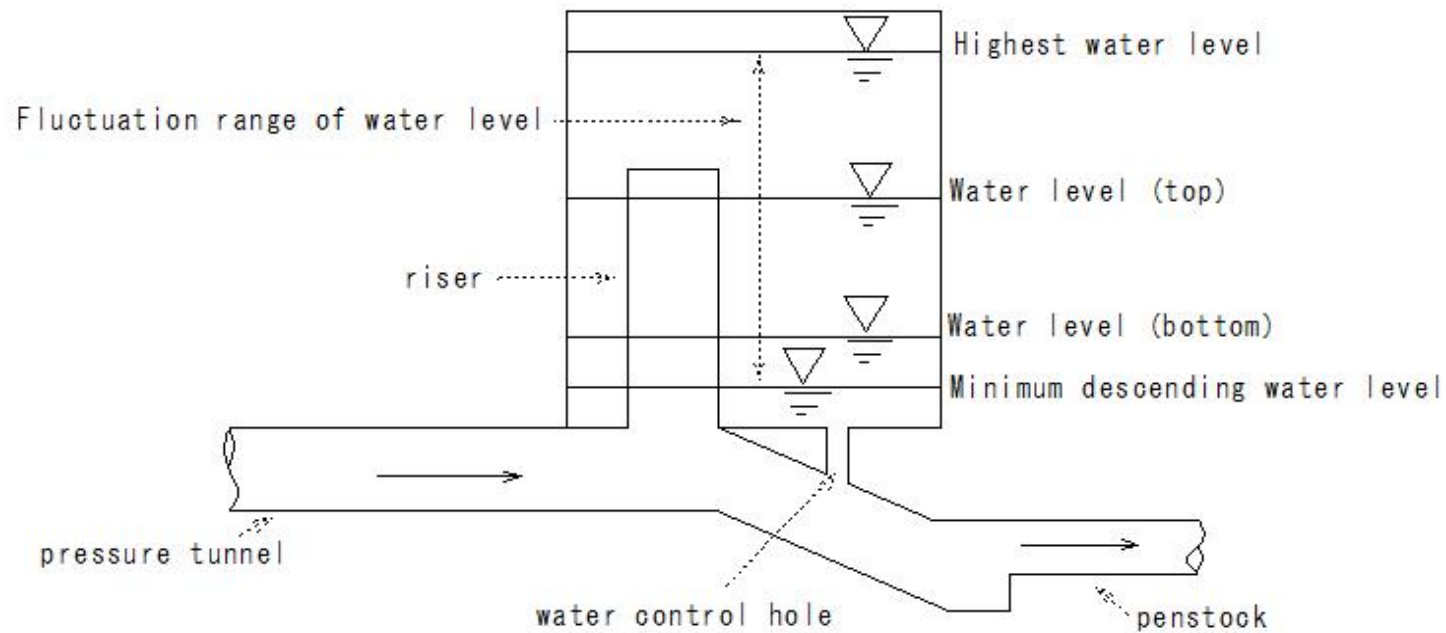 Highest water level
Fluctuation range of water level
Water level (top)
riser
Water level (bottom)
Minimum descending water level
pressure tunnel
water control hole
penstock